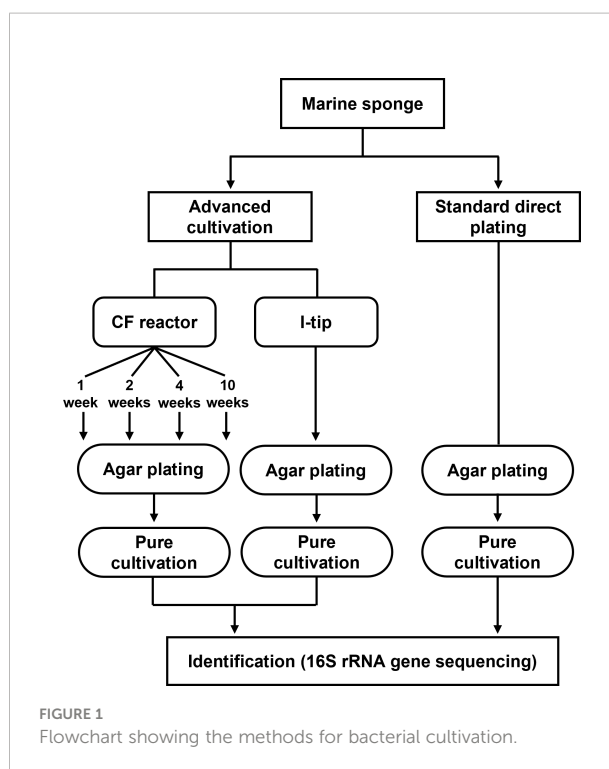 Marine sponge
Advanced
cultivation
Standard direct
plating
CF reactor
I-tip
1
week
2
weeks
4
weeks
10
weeks
Agar plating
Agar plating
Agar plating
Pure
cultivation
Pure
cultivation
Pure
cultivation
Identification (16S rRNA gene sequencing)
FIGURE 1
Flowchart showing the methods for bacterial cultivation.